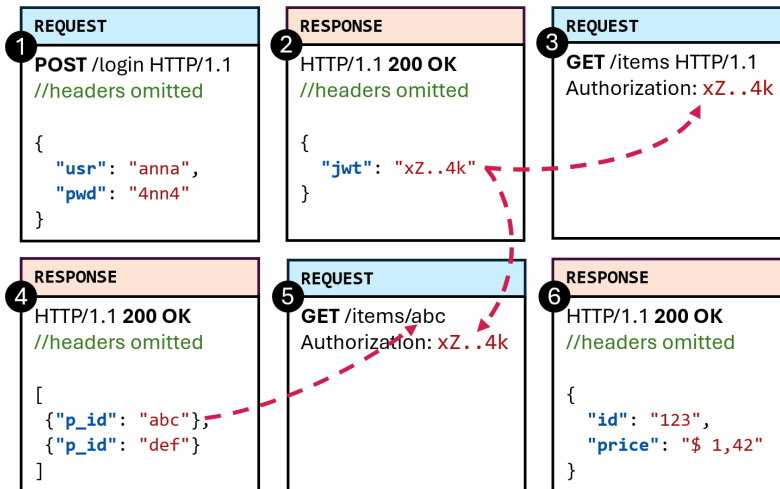 1
REQUEST
POST /login HTTP/1.1
//headers omitted
{
"usr": "anna",
"pwd": "4nn4"
}
2
RESPONSE
HTTP/1.1 200 OK
//headers omitted
{
"jwt": "xZ..4k"
}
3
REQUEST
GET /items HTTP/1.1
Authorization: xZ..4k
4
RESPONSE
HTTP/1.1 200 OK
//headers omitted
[
{"p_id": "abc"},
{"p_id": "def"}
]
5
REQUEST
GET /items/abc
Authorization: xZ..4k
6
RESPONSE
HTTP/1.1 200 OK
//headers omitted
{
"id": "123",
"price": "$ 1,42"
}